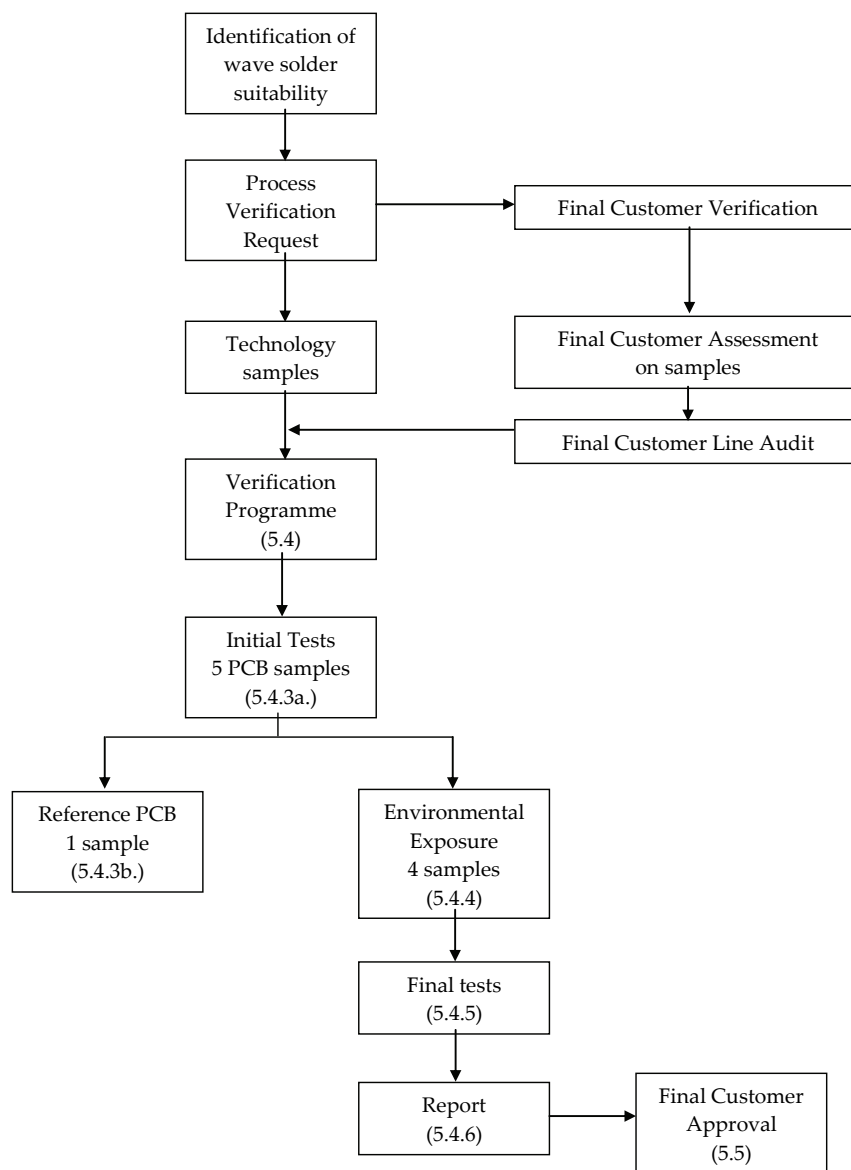 Identification of
wave solder
suitability
Process
Verification
Request
Final Customer Verification
Technology
samples
Final Customer Assessment
on samples
Final Customer Line Audit
Verification
Programme
(5.4)
Initial Tests
5 PCB samples
(5.4.3a.)
Reference PCB
1 sample
(5.4.3b.)
Environmental
Exposure
4 samples
(5.4.4)
Final tests
(5.4.5)
Report
(5.4.6)
Final Customer
Approval
(5.5)